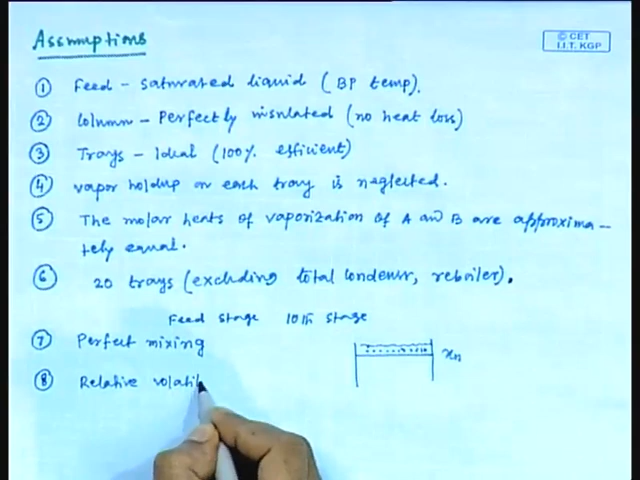 Assumptions
© CET
I.I.T. KGP
1 Feed - saturated liquid (BP temp).
2 Column - Perfectly insulated (no heat loss)
3 Trays - Ideal (100% efficient)
4 vapor holdup on each tray is neglected.
5 The molar heats of vaporization of A and B are approxima-
tely equal.
6 20 trays (excluding total condenser, reboiler).
Feed stage 10th stage
7 Perfect mixing
xn
8 Relative volatil